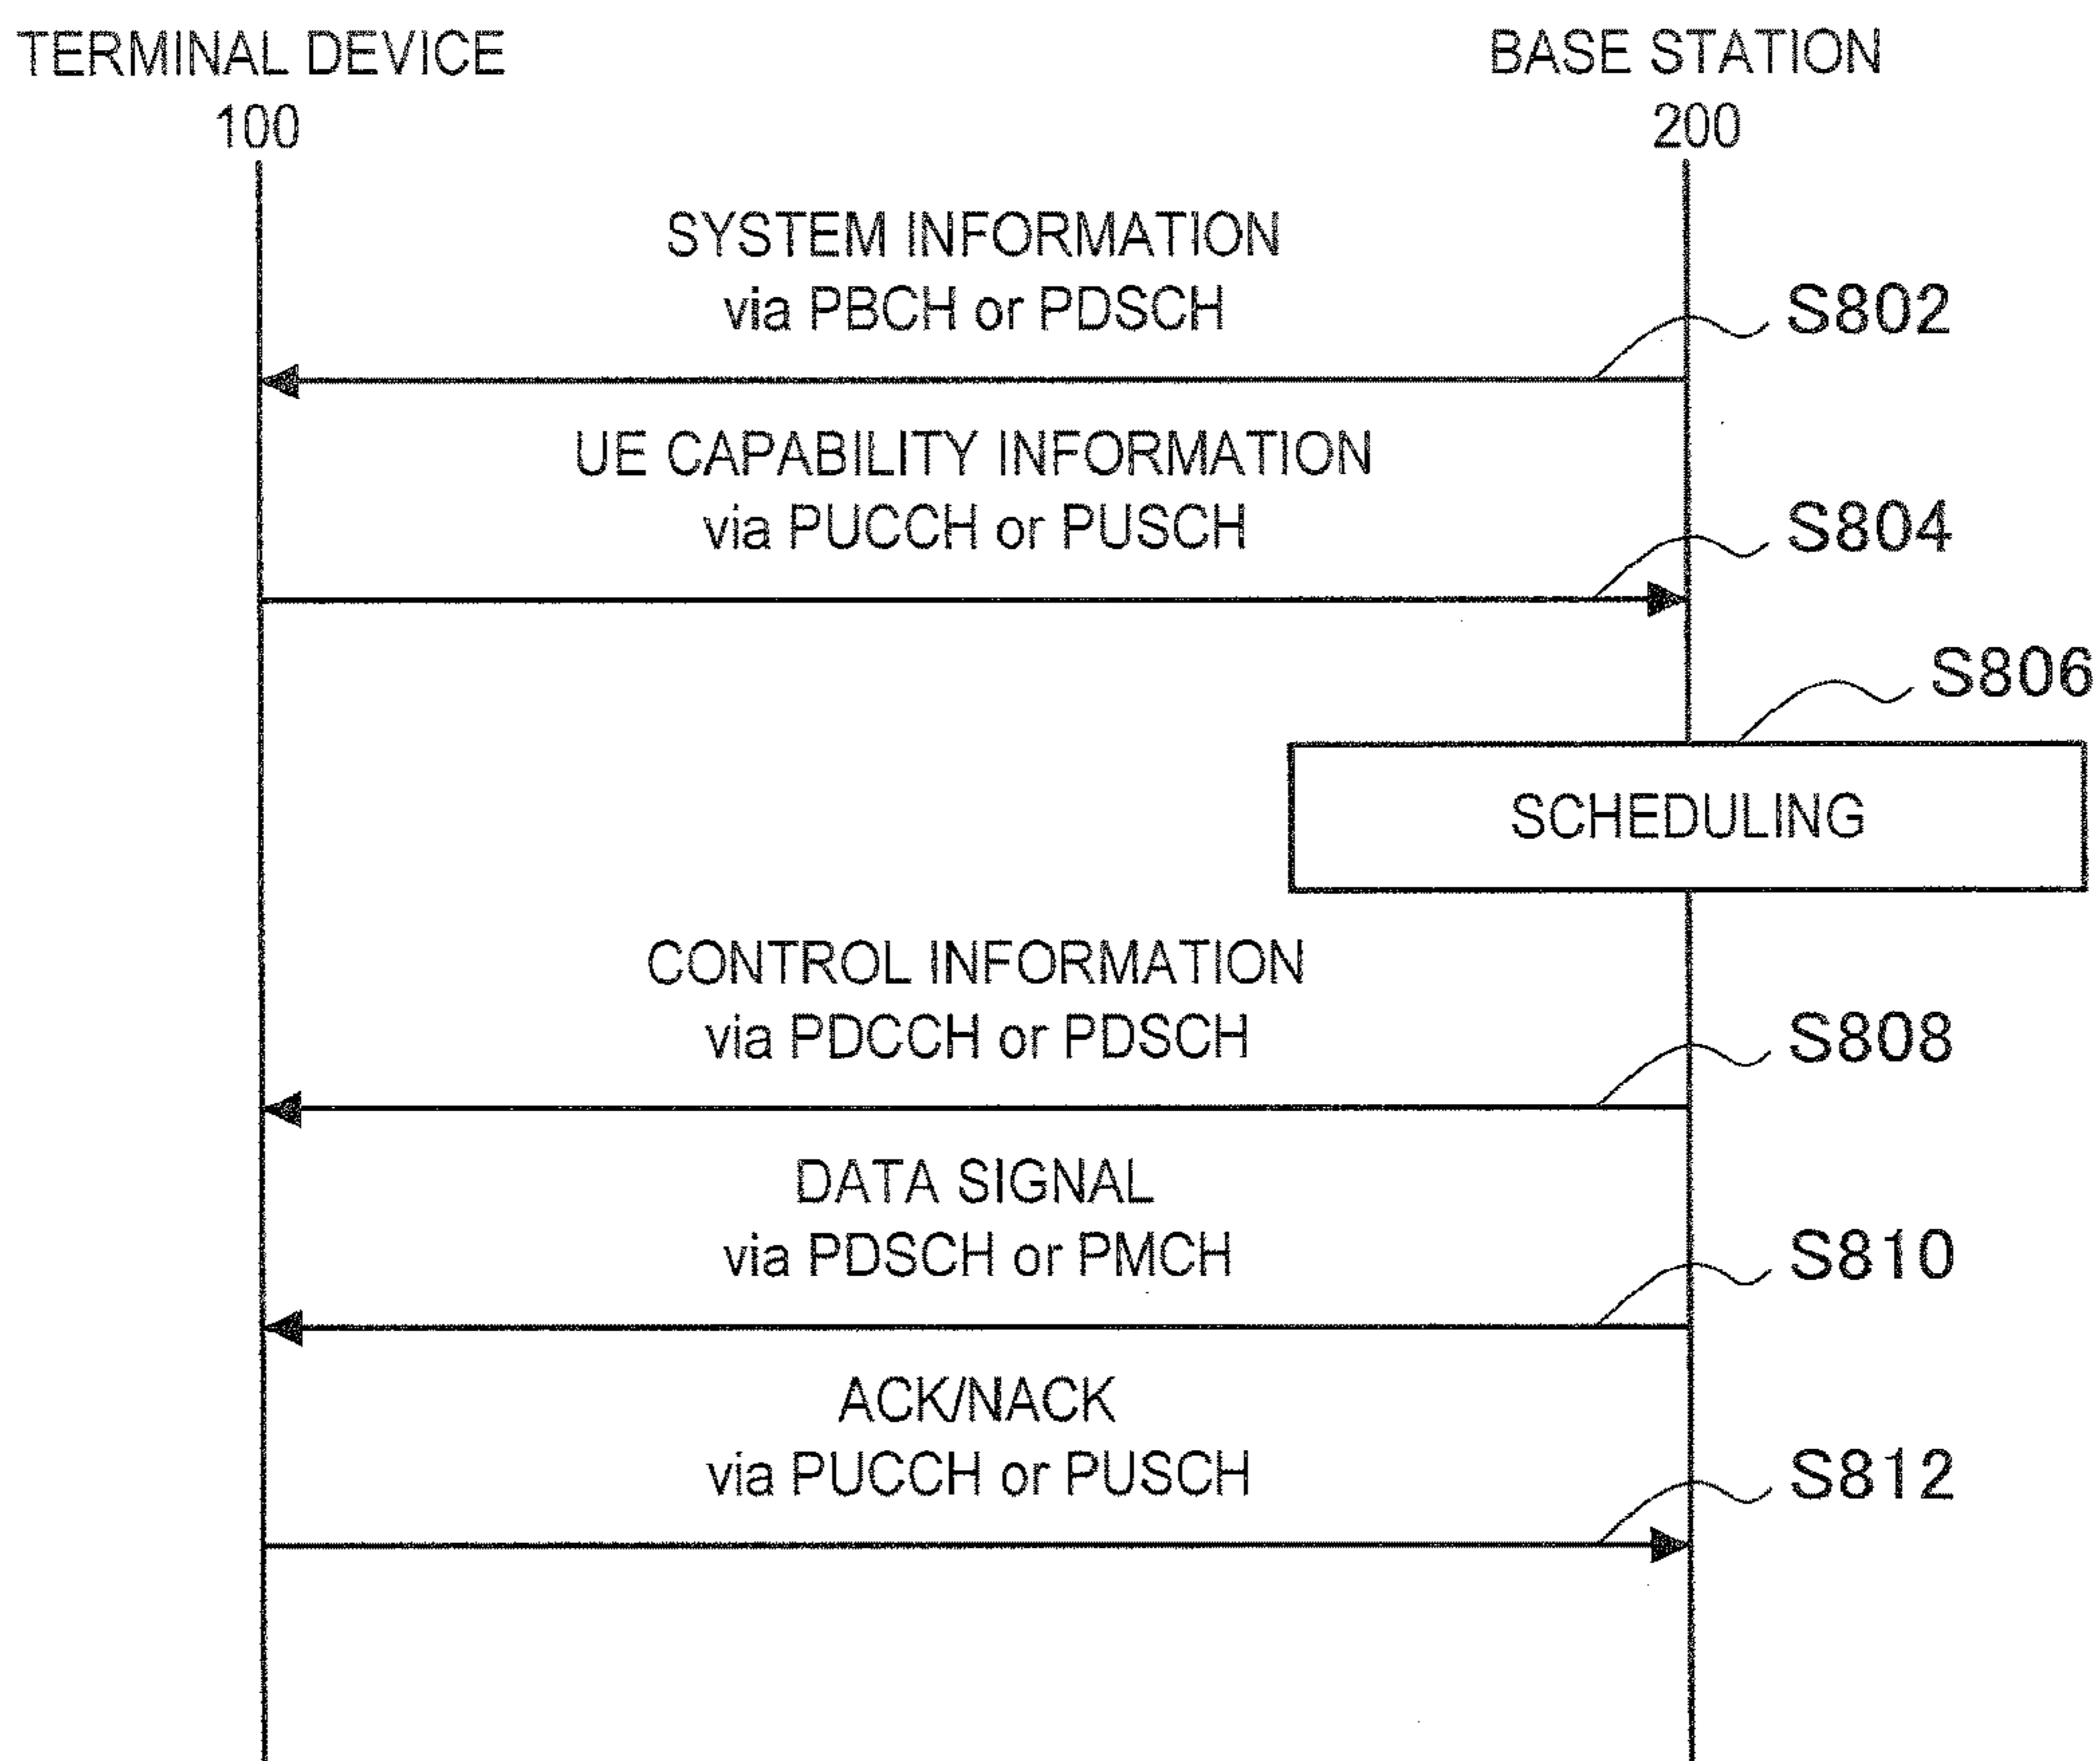 TERMINAL DEVICE
100
BASE STATION
200
SYSTEM INFORMATION
via PBCH or PDSCH
S802
UE CAPABILITY INFORMATION
via PUCCH or PUSCH
S804
S806
SCHEDULING
CONTROL INFORMATION
via PDCCH or PDSCH
S808
DATA SIGNAL
via PDSCH or PMCH
S810
ACK/NACK
via PUCCH or PUSCH
S812